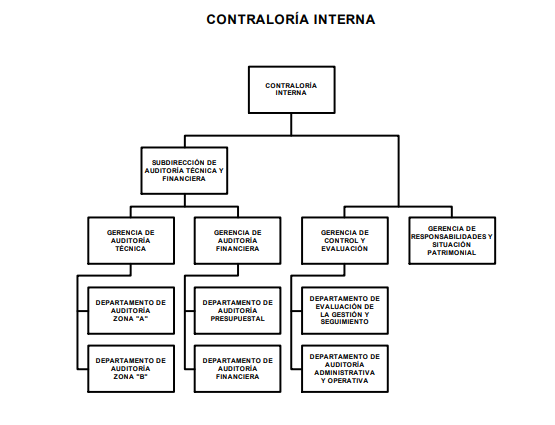 CONTRALORÍA INTERNA
CONTRALORÍA
INTERNA
SUBDIRECCIÓN DE
AUDITORÍA TÉCNICA Y
FINANCIERA
GERENCIA DE
AUDITORÍA
TÉCNICA
GERENCIA DE
AUDITORÍA
FINANCIERA
GERENCIA DE
CONTROL Y
EVALUACIÓN
GERENCIA DE
RESPONSABILIDADES Y
SITUACIÓN
PATRIMONIAL
DEPARTAMENTO DE
AUDITORÍA
ZONA "A"
DEPARTAMENTO DE
AUDITORÍA
PRESUPUESTAL
DEPARTAMENTO DE
EVALUACIÓN DE
LA GESTIÓN Y
SEGUIMIENTO
DEPARTAMENTO DE
AUDITORÍA
ZONA "B"
DEPARTAMENTO DE
AUDITORÍA
FINANCIERA
DEPARTAMENTO DE
AUDITORÍA
ADMINISTRATIVA
Y OPERATIVA